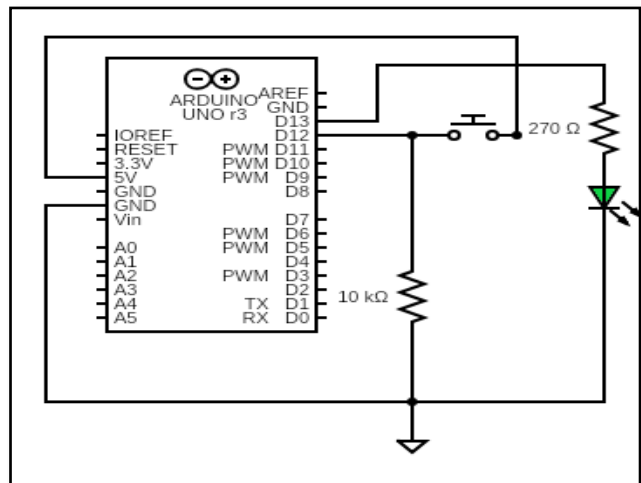 ARDUINO
UNO r3
AREF
GND
D13
IOREF D12
RESET PWM D11
3.3V PWM D10
5V PWM D9
GND D8
GND
Vin D7
PWM D6
A0 PWM D5
A1 D4
A2 PWM D3
A3 D2
A4 TX D1
A5 RX D0
270 Ω
10 kΩ